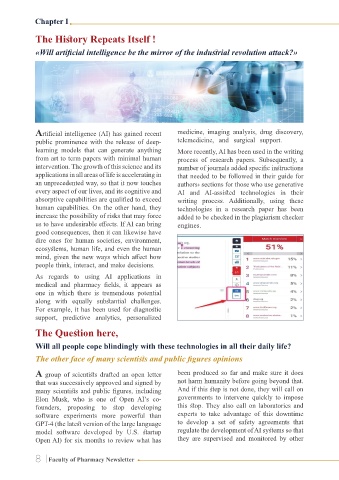 Chapter I
The History Repeats Itself !
«Will artificial intelligence be the mirror of the industrial revolution attack?»
Artificial intelligence (AI) has gained recent
public prominence with the release of deep-
learning models that can generate anything
from art to term papers with minimal human
intervention. The growth of this science and its
applications in all areas of life is accelerating in
an unprecedented way, so that it now touches
every aspect of our lives, and its cognitive and
absorptive capabilities are qualified to exceed
human capabilities. On the other hand, they
increase the possibility of risks that may force
us to have undesirable effects. If AI can bring
good consequences, then it can likewise have
dire ones for human societies, environment,
ecosystems, human life, and even the human
mind, given the new ways which affect how
people think, interact, and make decisions.
As regards to using AI applications in
medical and pharmacy fields, it appears as
one in which there is tremendous potential
along with equally substantial challenges.
For example, it has been used for diagnostic
support, predictive analytics, personalized
medicine, imaging analysis, drug discovery,
telemedicine, and surgical support.
More recently, AI has been used in the writing
process of research papers. Subsequently, a
number of journals added specific instructions
that needed to be followed in their guide for
authors› sections for those who use generative
AI and AI-assisted technologies in their
writing process. Additionally, using these
technologies in a research paper has been
added to be checked in the plagiarism checker
engines.
51%
1 15%
2 11%
3 9%
4 8%
5 4%
6 2%
7 2%
8 1%
The Question here,
Will all people cope blindingly with these technologies in all their daily life?
The other face of many scientists and public figures opinions
A group of scientists drafted an open letter
that was successively approved and signed by
many scientists and public figures, including
Elon Musk, who is one of Open AI's co-
founders, proposing to stop developing
software experiments more powerful than
GPT-4 (the latest version of the large language
model software developed by U.S. startup
Open AI) for six months to review what has
been produced so far and make sure it does
not harm humanity before going beyond that.
And if this step is not done, they will call on
governments to intervene quickly to impose
this stop. They also call on laboratories and
experts to take advantage of this downtime
to develop a set of safety agreements that
regulate the development of AI systems so that
they are supervised and monitored by other
8 | Faculty of Pharmacy Newsletter